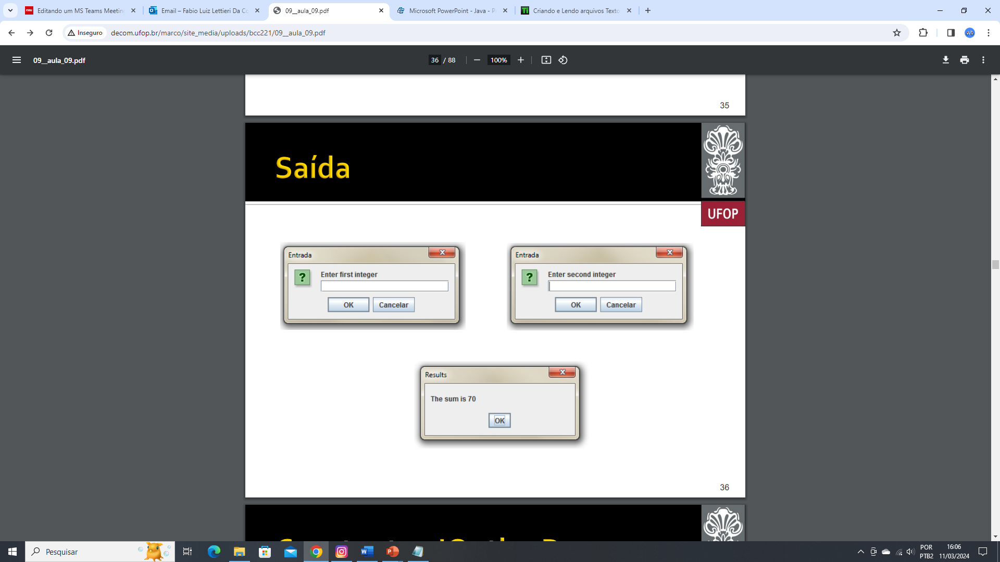 Editando um MS Teams Meetin
Email – Fabio Luiz Lettieri Da Co
09__aula_09.pdf
Microsoft PowerPoint - Java - P
Criando e Lendo arquivos Texto
Inseguro
decom.ufop.br/marco/site_media/uploads/bcc221/09__aula_09.pdf
09__aula_09.pdf
36 / 88
100%
35
Saída
UFOP
Entrada
Enter first integer
OK
Cancelar
Entrada
Enter second integer
OK
Cancelar
Results
The sum is 70
OK
36
Pesquisar
POR
PTB2
16:06
11/03/2024